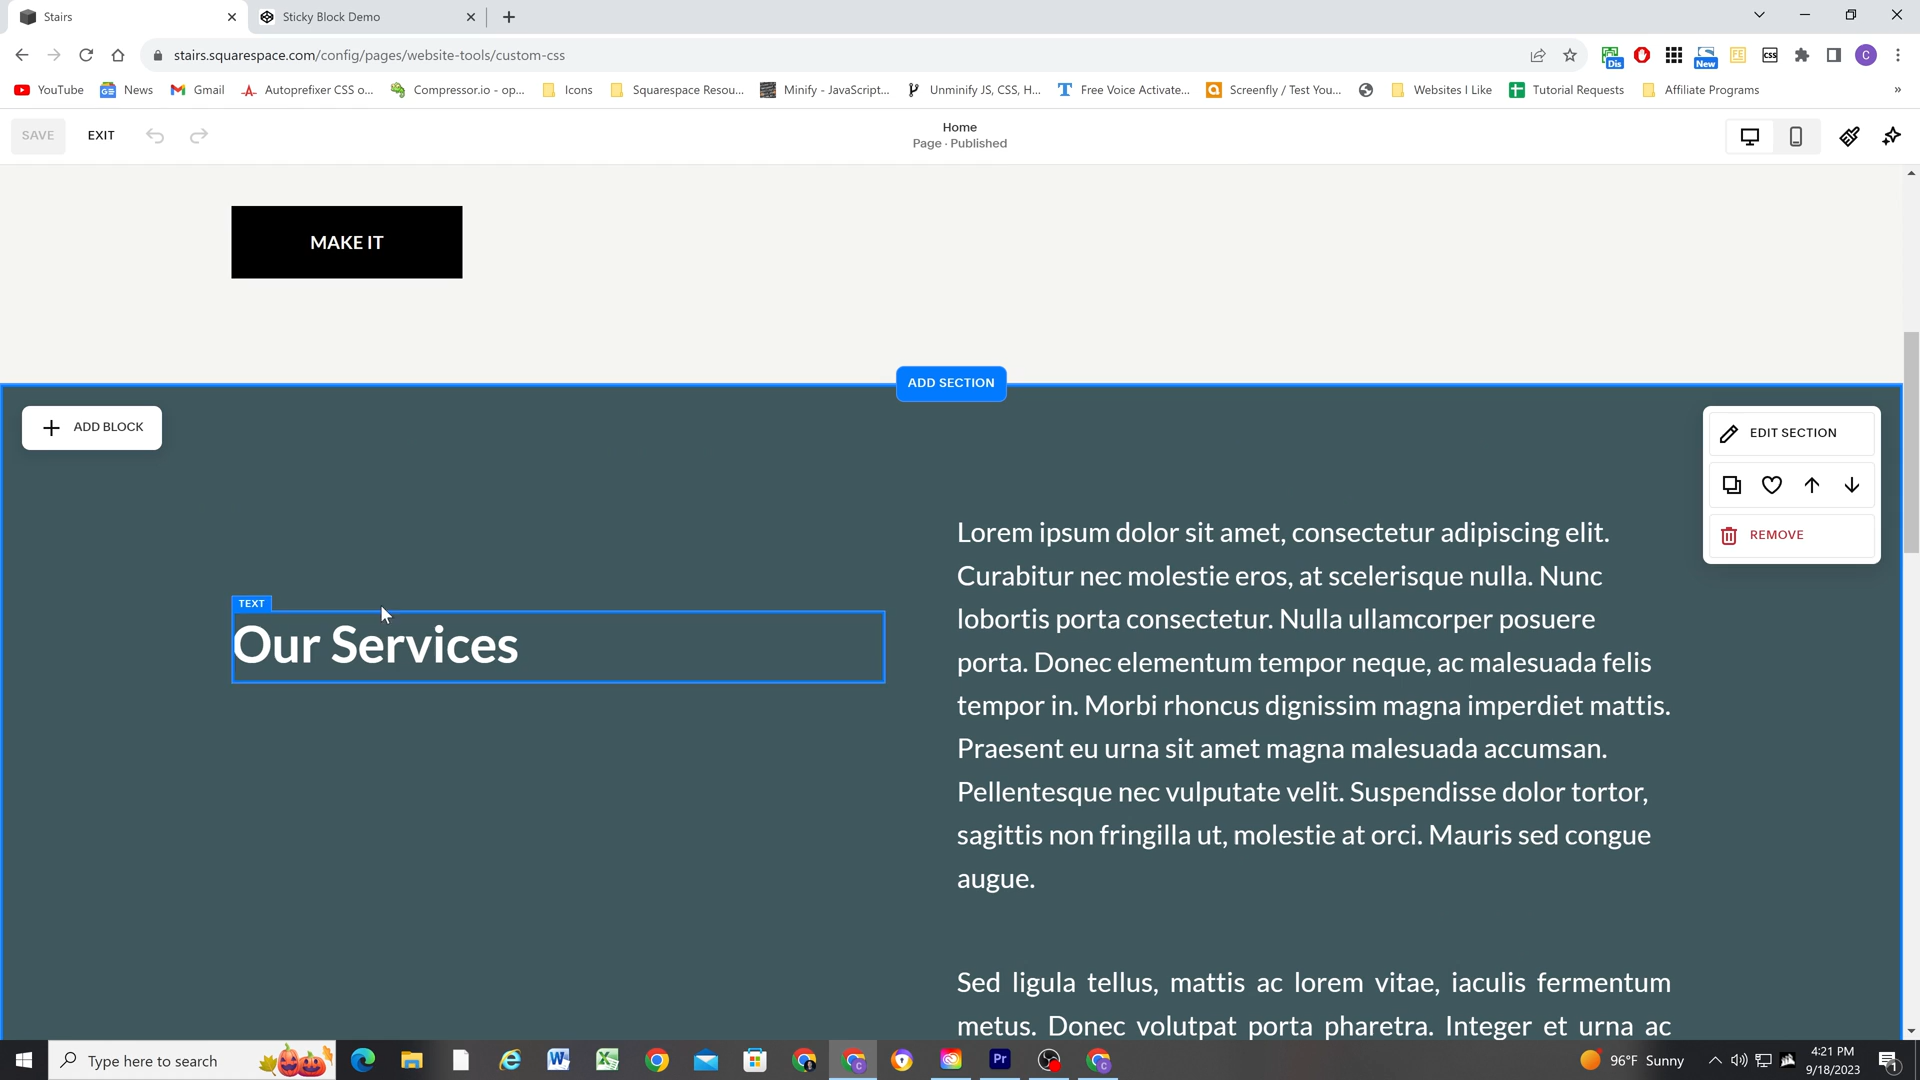 Stairs
Sticky Block Demo
stairs.squarespace.com/config/pages/website-tools/custom-css
Dis
New
FE
CSS
C
YouTube
News
Gmail
Autoprefixer CSS o...
Compressor.io - op...
Icons
Squarespace Resou...
Minify - JavaScript...
Unminify JS, CSS, H...
Free Voice Activate...
Screenfly / Test You...
Websites I Like
Tutorial Requests
Affiliate Programs
»
SAVE
EXIT
Home
Page · Published
MAKE IT
ADD SECTION
ADD BLOCK
EDIT SECTION
REMOVE
TEXT
Our Services
Lorem ipsum dolor sit amet, consectetur adipiscing elit.
Curabitur nec molestie eros, at scelerisque nulla. Nunc
lobortis porta consectetur. Nulla ullamcorper posuere
porta. Donec elementum tempor neque, ac malesuada felis
tempor in. Morbi rhoncus dignissim magna imperdiet mattis.
Praesent eu urna sit amet magna malesuada accumsan.
Pellentesque nec vulputate velit. Suspendisse dolor tortor,
sagittis non fringilla ut, molestie at orci. Mauris sed congue
augue.
Sed ligula tellus, mattis ac lorem vitae, iaculis fermentum
metus. Donec volutpat porta pharetra. Integer et urna ac
Type here to search
Pr
96°F Sunny
4:21 PM
9/18/2023
1